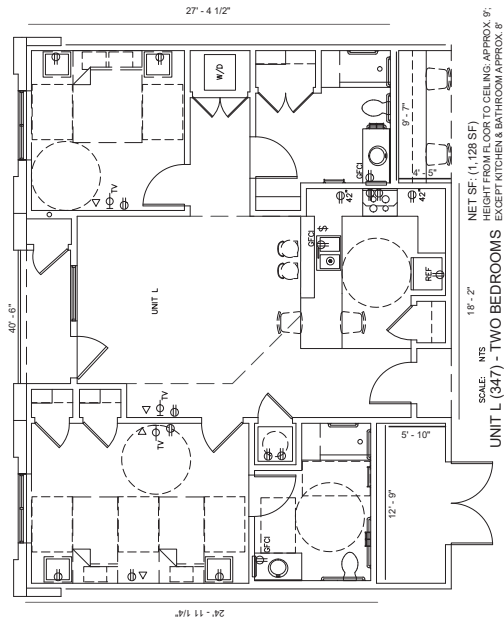 27' - 4 1/2"
W/D
9' - 7"
GFCI
4' - 5"
TV
42"
42"
GFCI
$
REF
40' - 6"
UNIT L
18' - 2"
TV
TV
5' - 10"
12' - 9"
GFCI
24' - 11 1/4"
NET SF: (1,128 SF)
HEIGHT FROM FLOOR TO CEILING: APPROX. 9';
EXCEPT KITCHEN & BATHROOM APPROX. 8'
SCALE: NTS
UNIT L (347) - TWO BEDROOMS